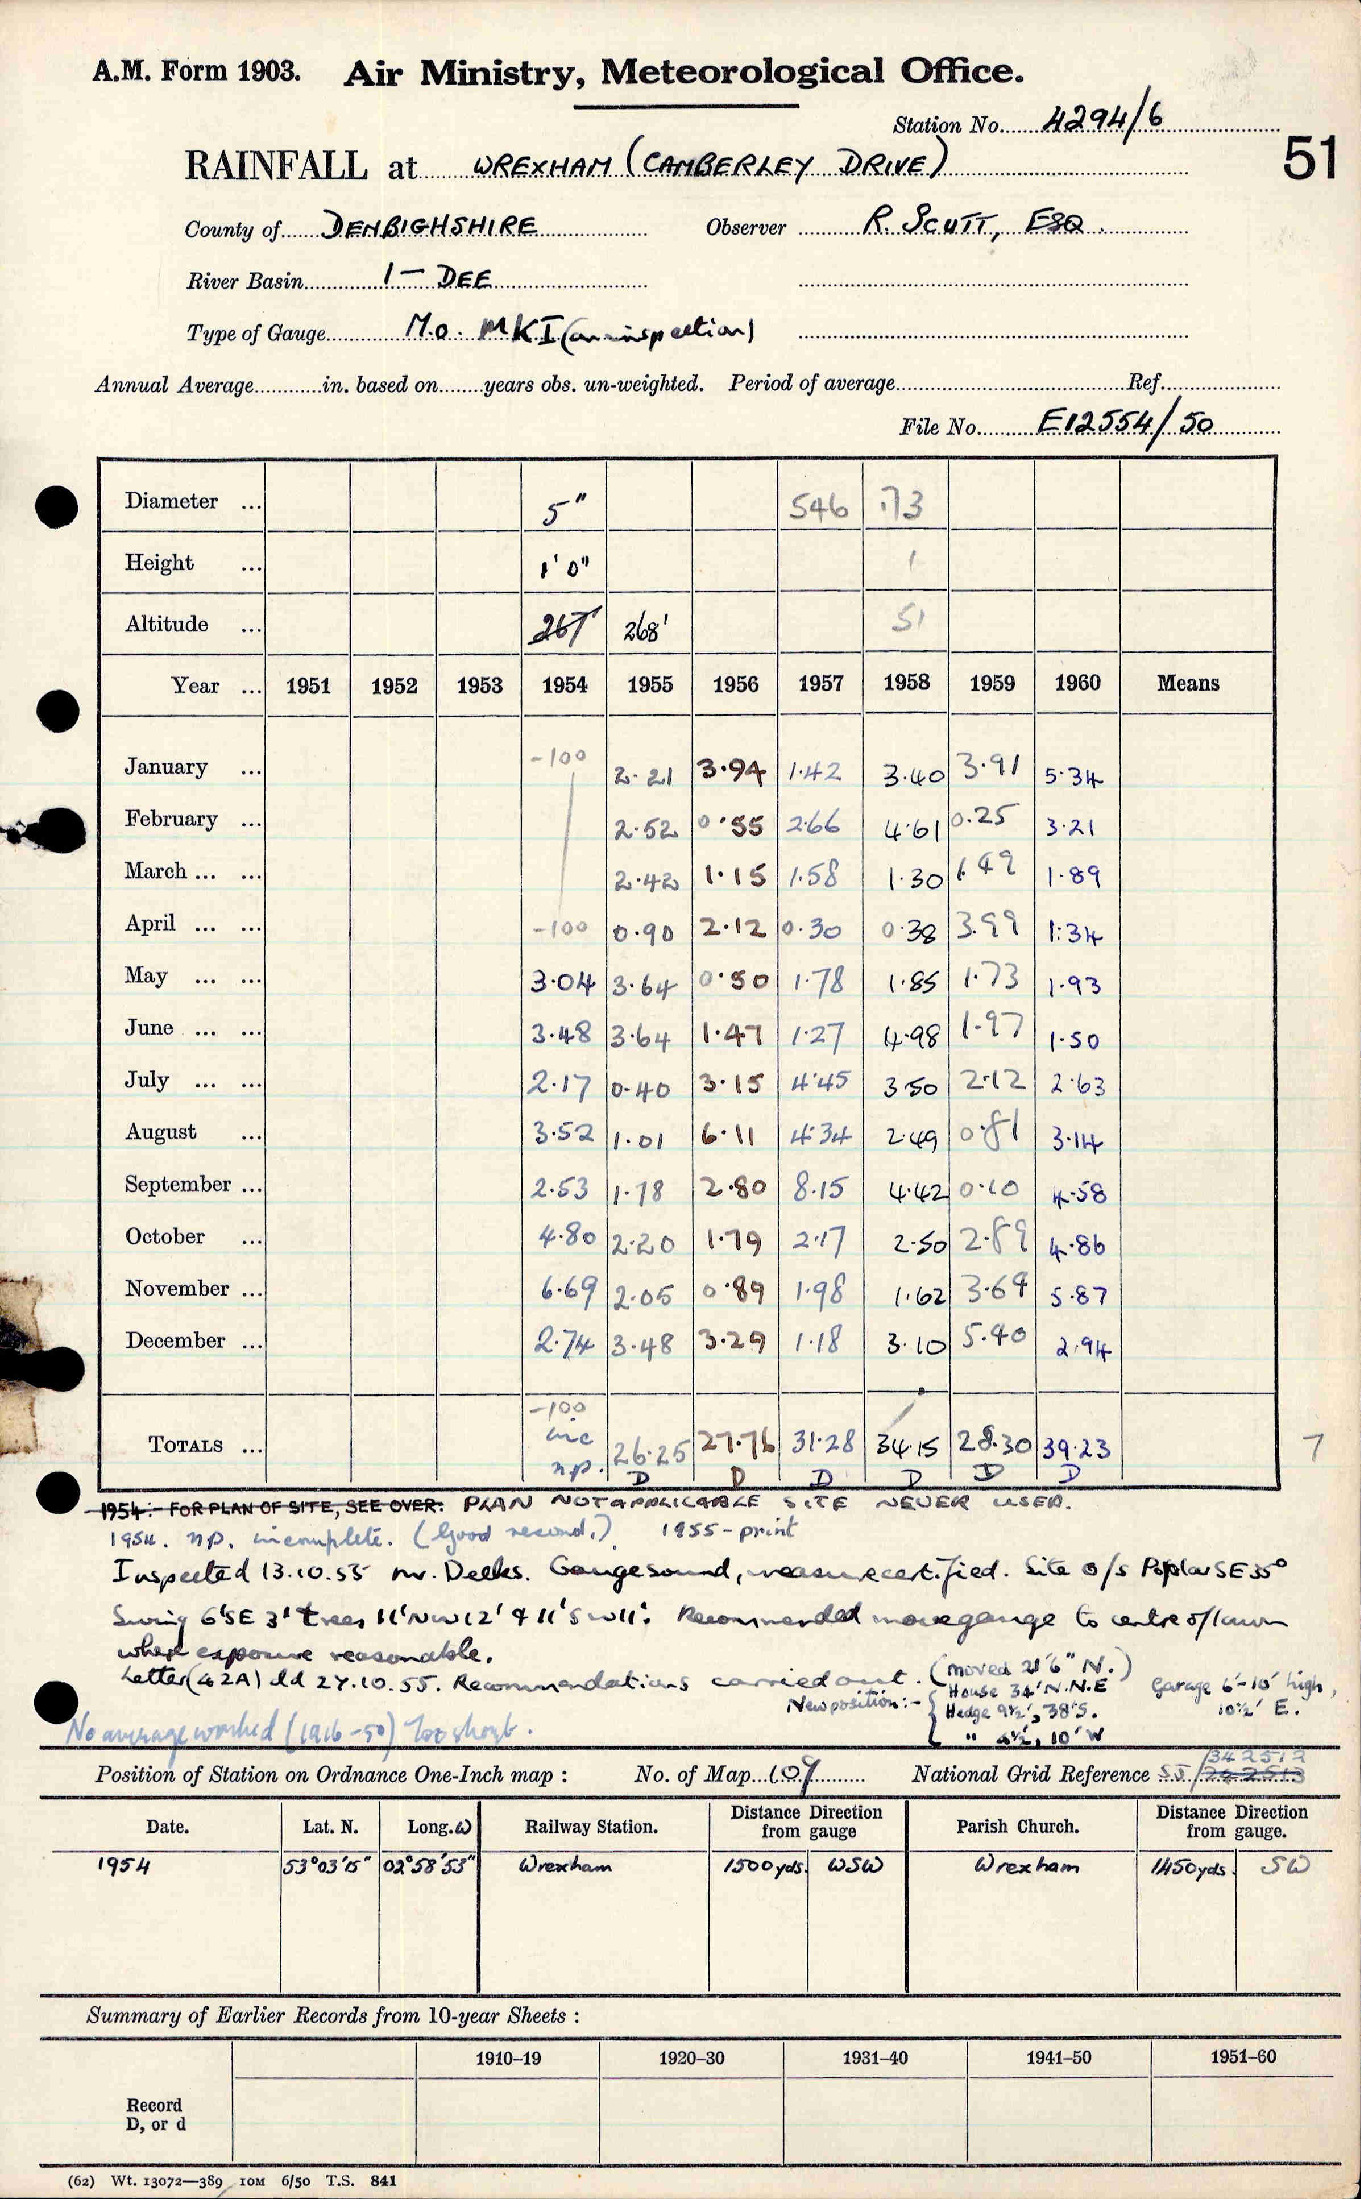 A.M. Form 1903. Air Ministry, Meteorological Office.
Station No. 4294/6
51
RAINFALL at WREXHAM (CAMBERLEY DRIVE)
County of DENBIGHSHIRE Observer R. SCOTT, ESQ.
River Basin 1 - DEE
Type of Gauge M.O. MK I (on inspection)
Annual Average in. based on years obs. un-weighted. Period of average Ref.
File No. E12554/50
Diameter ... 5" 546 .73
Height ... 1'0" 1
Altitude ... 267 268' 51
Year ... 1951 1952 1953 1954 1955 1956 1957 1958 1959 1960 Means
January ... -100 2.21 3.94 1.42 3.40 3.91 5.34
February ... 2.52 0.55 2.66 4.61 0.25 3.21
March ... ... 2.42 1.15 1.58 1.30 1.49 1.89
April ... ... -100 0.90 2.12 0.30 0.38 3.99 1.34
May ... ... 3.04 3.64 0.50 1.78 1.85 1.73 1.93
June ... ... 3.48 3.64 1.47 1.27 4.98 1.97 1.50
July ... ... 2.17 0.40 3.15 4.45 3.50 2.12 2.63
August ... 3.52 1.01 6.11 4.34 2.49 0.81 3.14
September ... 2.53 1.78 2.80 8.15 4.42 0.10 4.58
October ... 4.80 2.20 1.79 2.17 2.50 2.89 4.86
November ... 6.69 2.05 0.89 1.98 1.62 3.64 5.87
December ... 2.74 3.48 3.29 1.18 3.10 5.40 2.94
-100
TOTALS ... inc 26.25 27.76 31.28 34.15 28.30 39.23 7
n.p. D D D D D D
1954:- FOR PLAN OF SITE, SEE OVER. PLAN NOT APPLICABLE SITE NEVER USED.
1954. n.p. incomplete. (Good record.) 1955 - print
Inspected 13.10.55 Mr. Deeks. Gauge sound, measure certified. Site o/s Poplar SE 35°
Swing 6'SE 3' trees 11'NNW 12' & 11'SW 11'. Recommended move gauge to centre of lawn
where exposure reasonable.
Letter (42A) dd 27.10.55. Recommendations carried out. (moved 21'6" N.)
New position:- House 34' N.N.E Garage 6'-10' high,
Hedge 9½', 38'S. 10½' E.
" 4½', 10' W
No average worked (1916-50) Too short.
342512
Position of Station on Ordnance One-Inch map : No. of Map 109 National Grid Reference SJ/342513
Date. Lat. N. Long. W Railway Station. Distance Direction from gauge Parish Church. Distance Direction from gauge.
1954 53°03'15" 02°58'53" Wrexham 1500yds. WSW Wrexham 1450yds. SW
Summary of Earlier Records from 10-year Sheets :
1910–19 1920–30 1931–40 1941–50 1951–60
Record
D, or d
(62) Wt. 13072—389 10M 6/50 T.S. 841